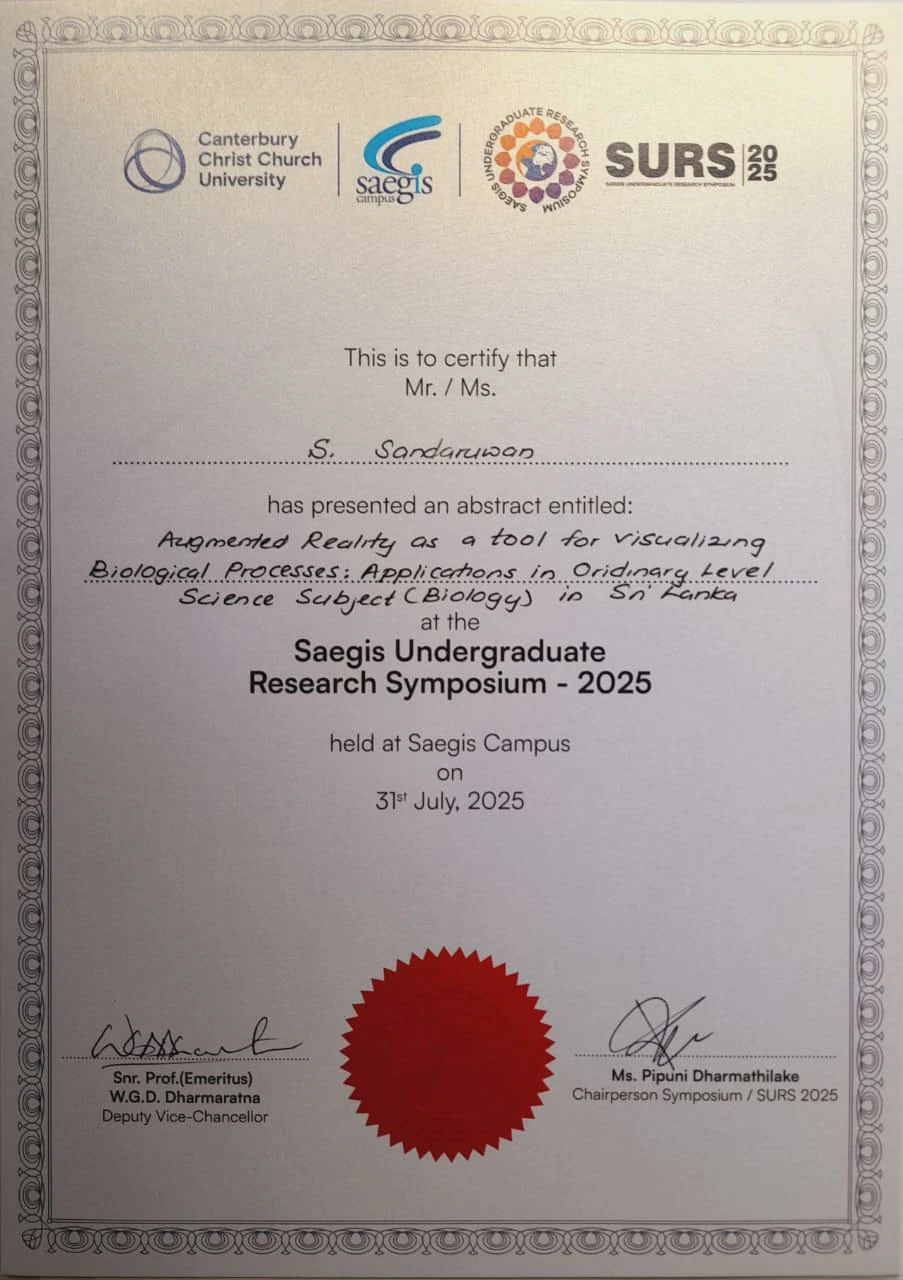 Canterbury
Christ Church
University
saegis
campus
SAEGIS UNDERGRADUATE RESEARCH SYMPOSIUM
SURS 20
25
SAEGIS UNDERGRADUATE RESEARCH SYMPOSIUM
This is to certify that
Mr. / Ms.
S. Sandaruwan
has presented an abstract entitled:
Augmented Reality as a tool for visualizing
Biological Processes: Applications in Oridinary Level
Science Subject (Biology) in Sri Lanka
at the
Saegis Undergraduate
Research Symposium - 2025
held at Saegis Campus
on
31st July, 2025
Snr. Prof.(Emeritus)
W.G.D. Dharmaratna
Deputy Vice-Chancellor
Ms. Pipuni Dharmathilake
Chairperson Symposium / SURS 2025